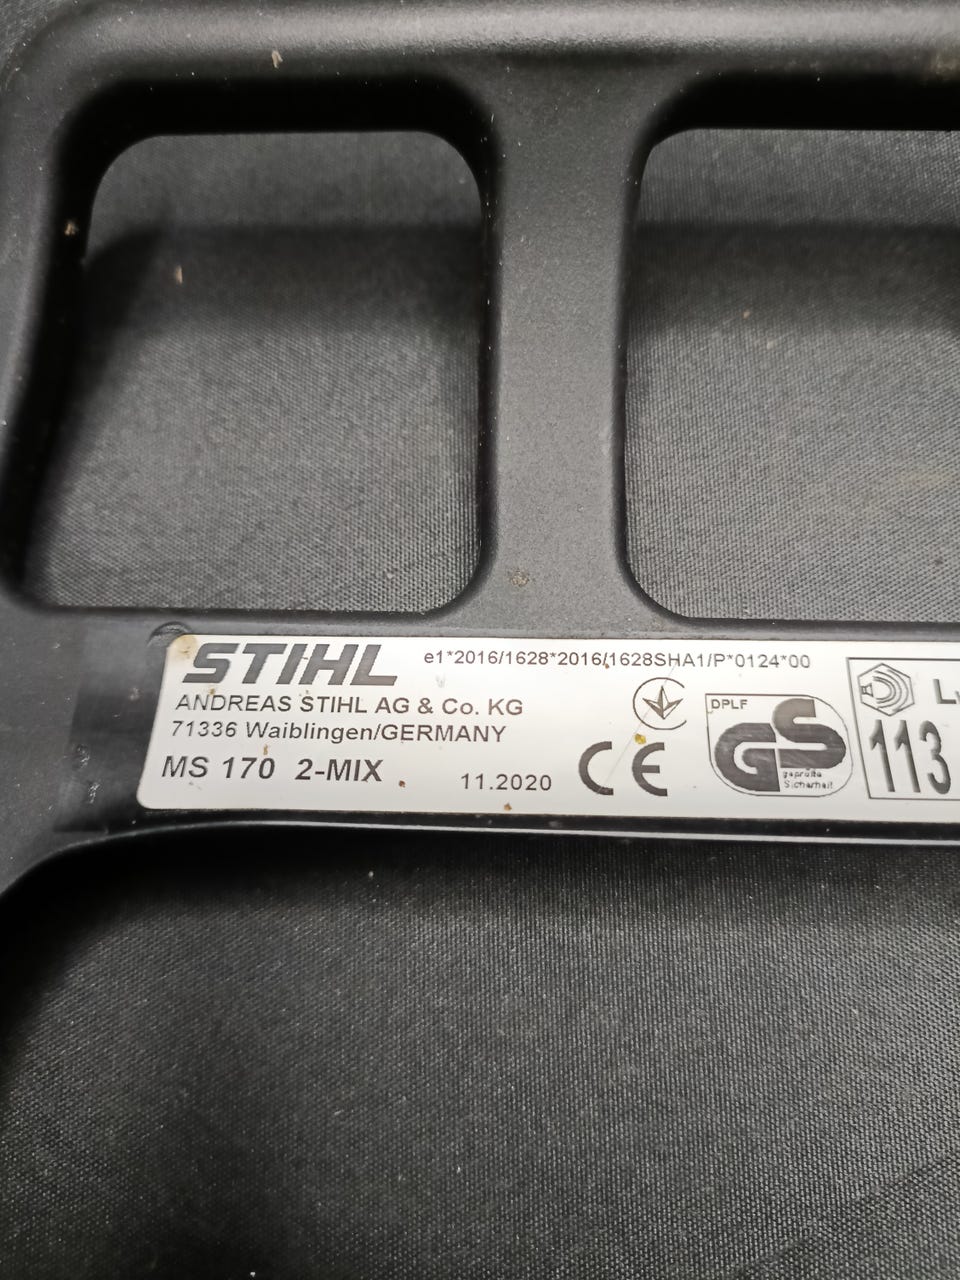 STIHL
e1*2016/1628*2016/1628SHA1/P*0124*00
ANDREAS STIHL AG & Co. KG
71336 Waiblingen/GERMANY
MS 170 2-MIX
11.2020
CE
DPLF
GS
geprüfte
Sicherheit
113